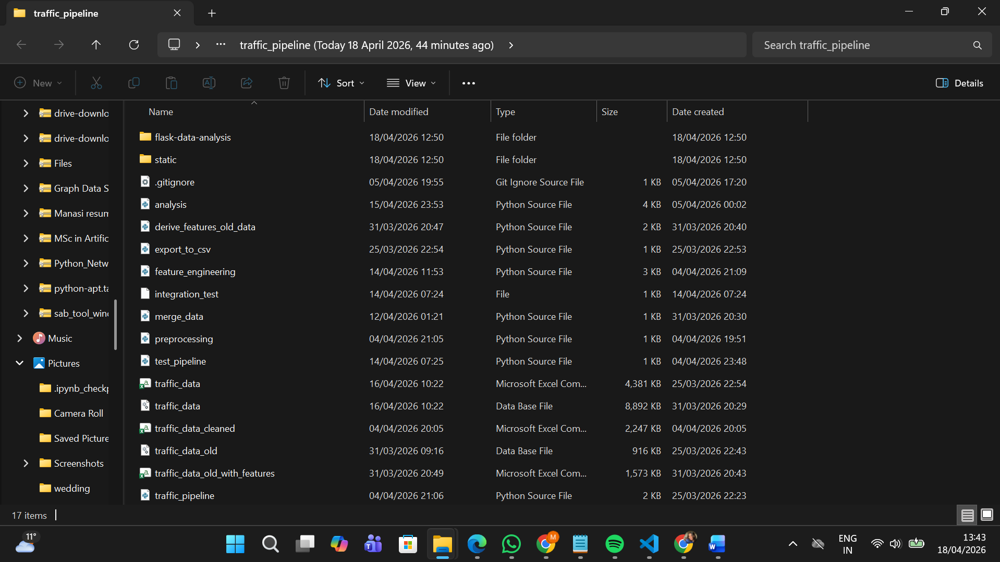 traffic_pipeline
traffic_pipeline (Today 18 April 2026, 44 minutes ago)
Search traffic_pipeline
New
Sort
View
Details
drive-downlo
drive-downlo
Files
Graph Data S
Manasi resum
MSc in Artific
Python_Netw
python-apt.ta
sab_tool_wind
Music
Pictures
.ipynb_checkp
Camera Roll
Saved Picture
Screenshots
wedding
Name Date modified Type Size Date created
flask-data-analysis 18/04/2026 12:50 File folder 18/04/2026 12:50
static 18/04/2026 12:50 File folder 18/04/2026 12:50
.gitignore 05/04/2026 19:55 Git Ignore Source File 1 KB 05/04/2026 17:20
analysis 15/04/2026 23:53 Python Source File 4 KB 05/04/2026 00:02
derive_features_old_data 31/03/2026 20:47 Python Source File 2 KB 31/03/2026 20:40
export_to_csv 25/03/2026 22:54 Python Source File 1 KB 25/03/2026 22:53
feature_engineering 14/04/2026 11:53 Python Source File 3 KB 04/04/2026 21:09
integration_test 14/04/2026 07:24 File 1 KB 14/04/2026 07:24
merge_data 12/04/2026 01:21 Python Source File 1 KB 31/03/2026 20:30
preprocessing 04/04/2026 21:05 Python Source File 1 KB 04/04/2026 19:51
test_pipeline 14/04/2026 07:25 Python Source File 1 KB 04/04/2026 23:48
traffic_data 16/04/2026 10:22 Microsoft Excel Com... 4,381 KB 25/03/2026 22:54
traffic_data 16/04/2026 10:22 Data Base File 8,892 KB 31/03/2026 20:29
traffic_data_cleaned 04/04/2026 20:05 Microsoft Excel Com... 2,247 KB 04/04/2026 20:05
traffic_data_old 31/03/2026 09:16 Data Base File 916 KB 25/03/2026 22:43
traffic_data_old_with_features 31/03/2026 20:49 Microsoft Excel Com... 1,573 KB 31/03/2026 20:43
traffic_pipeline 04/04/2026 21:06 Python Source File 2 KB 25/03/2026 22:23
17 items
11°
M
ENG
IN
13:43
18/04/2026